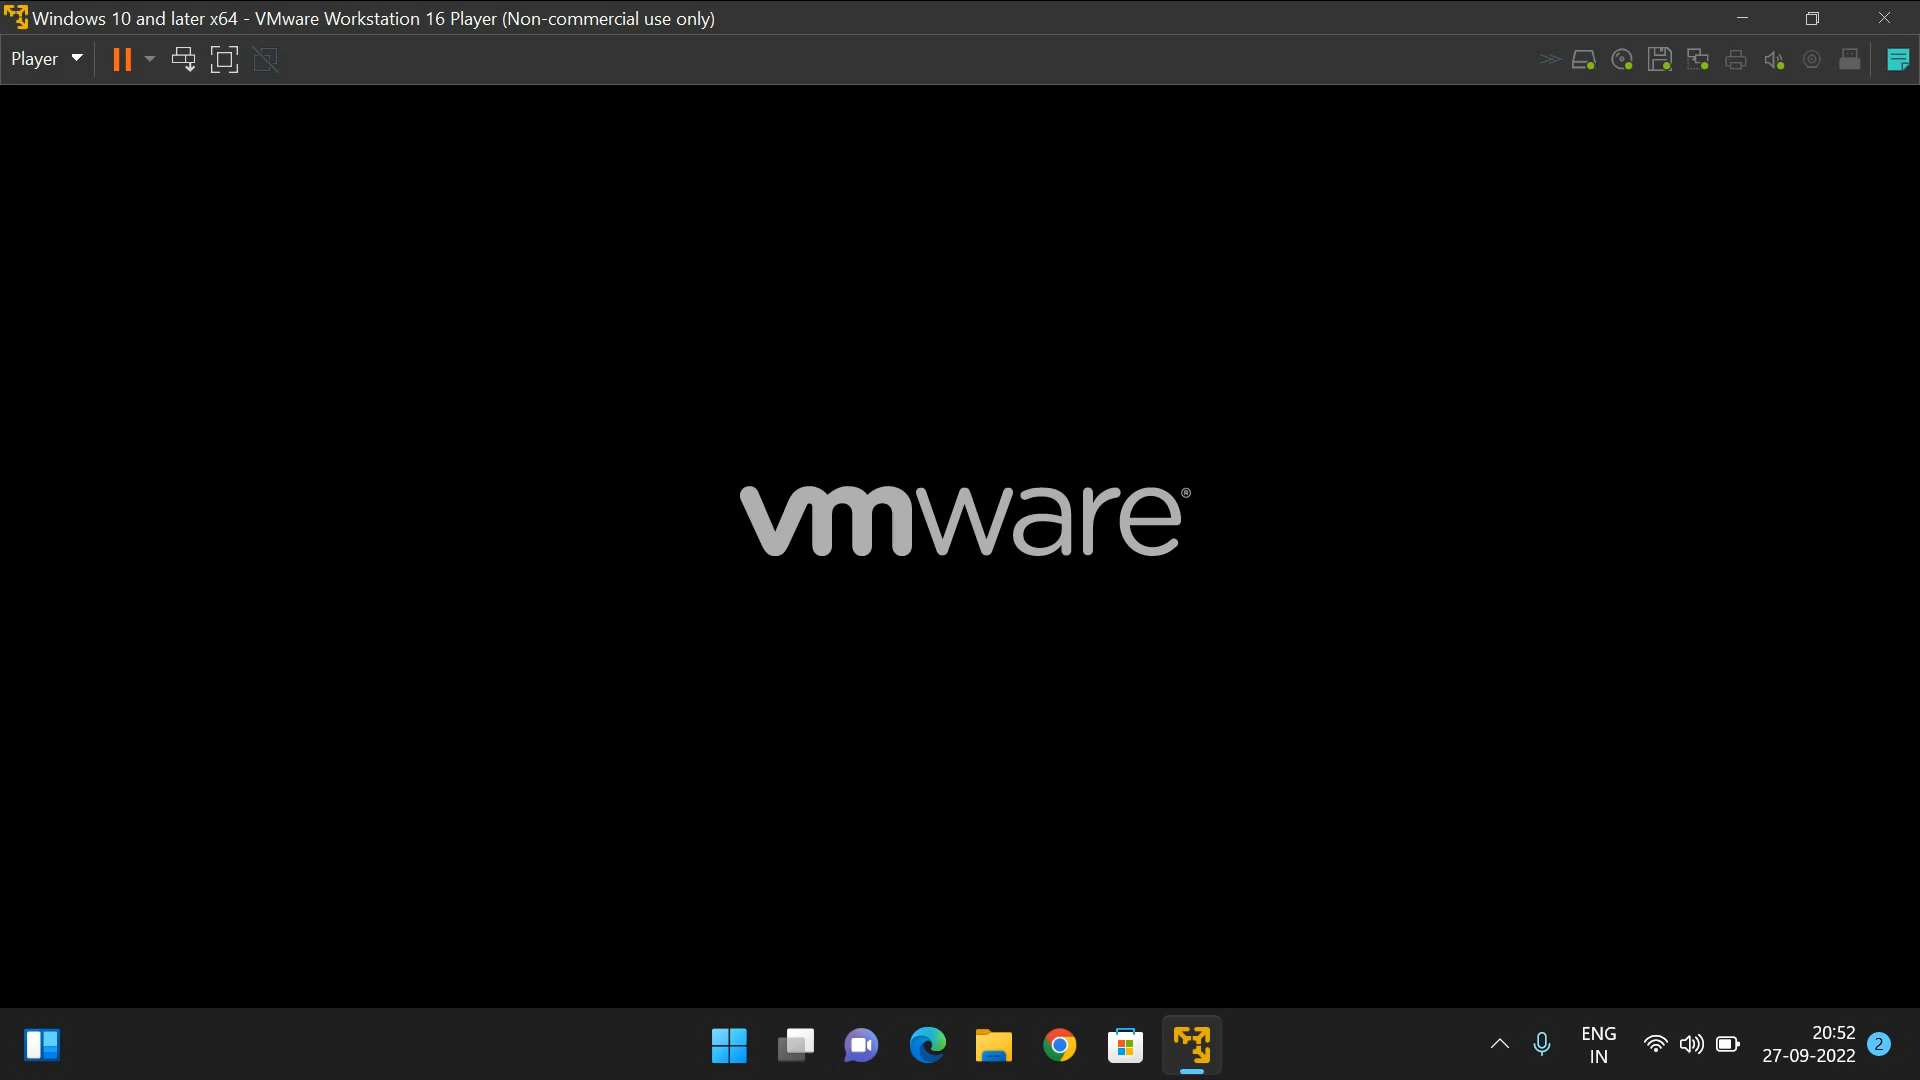 Windows 10 and later x64 - VMware Workstation 16 Player (Non-commercial use only)
Player
vmware®
ENG
IN
20:52
27-09-2022
2